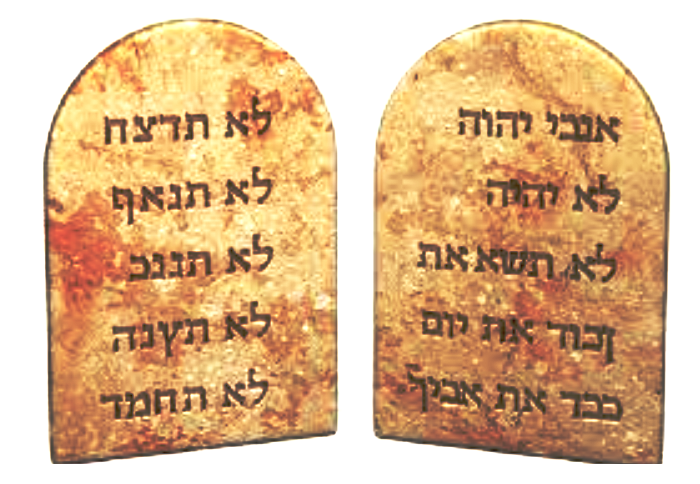 אנכי יהוה
לא יהיה
לא תשא את
זכור את יום
כבד את אביך
לא תרצח
לא תנאף
לא תגנב
לא תענה
לא תחמד